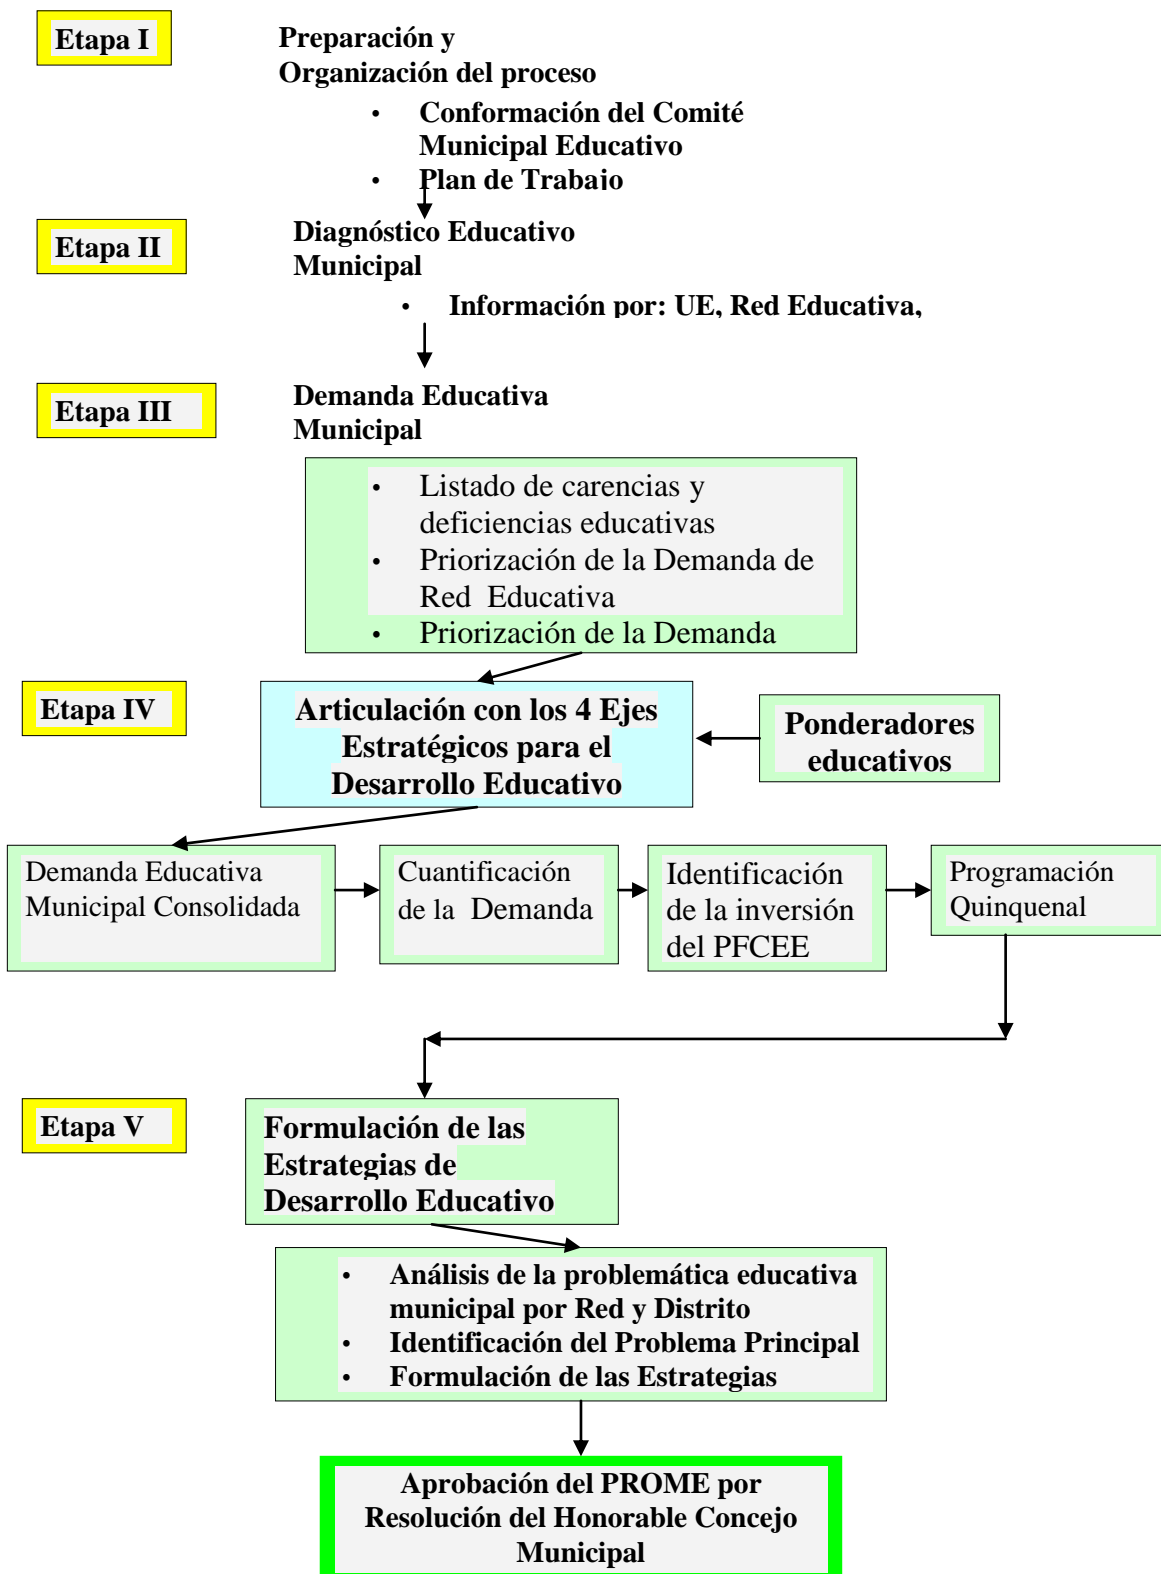 Etapa I
Preparación y
Organización del proceso
• Conformación del Comité
Municipal Educativo
• Plan de Trabajo
Etapa II
Diagnóstico Educativo
Municipal
• Información por: UE, Red Educativa,
Etapa III
Demanda Educativa
Municipal
• Listado de carencias y
deficiencias educativas
• Priorización de la Demanda de
Red Educativa
• Priorización de la Demanda
Etapa IV
Articulación con los 4 Ejes
Estratégicos para el
Desarrollo Educativo
Ponderadores
educativos
Demanda Educativa
Municipal Consolidada
Cuantificación
de la Demanda
Identificación
de la inversión
del PFCEE
Programación
Quinquenal
Etapa V
Formulación de las
Estrategias de
Desarrollo Educativo
• Análisis de la problemática educativa
municipal por Red y Distrito
• Identificación del Problema Principal
• Formulación de las Estrategias
Aprobación del PROME por
Resolución del Honorable Concejo
Municipal